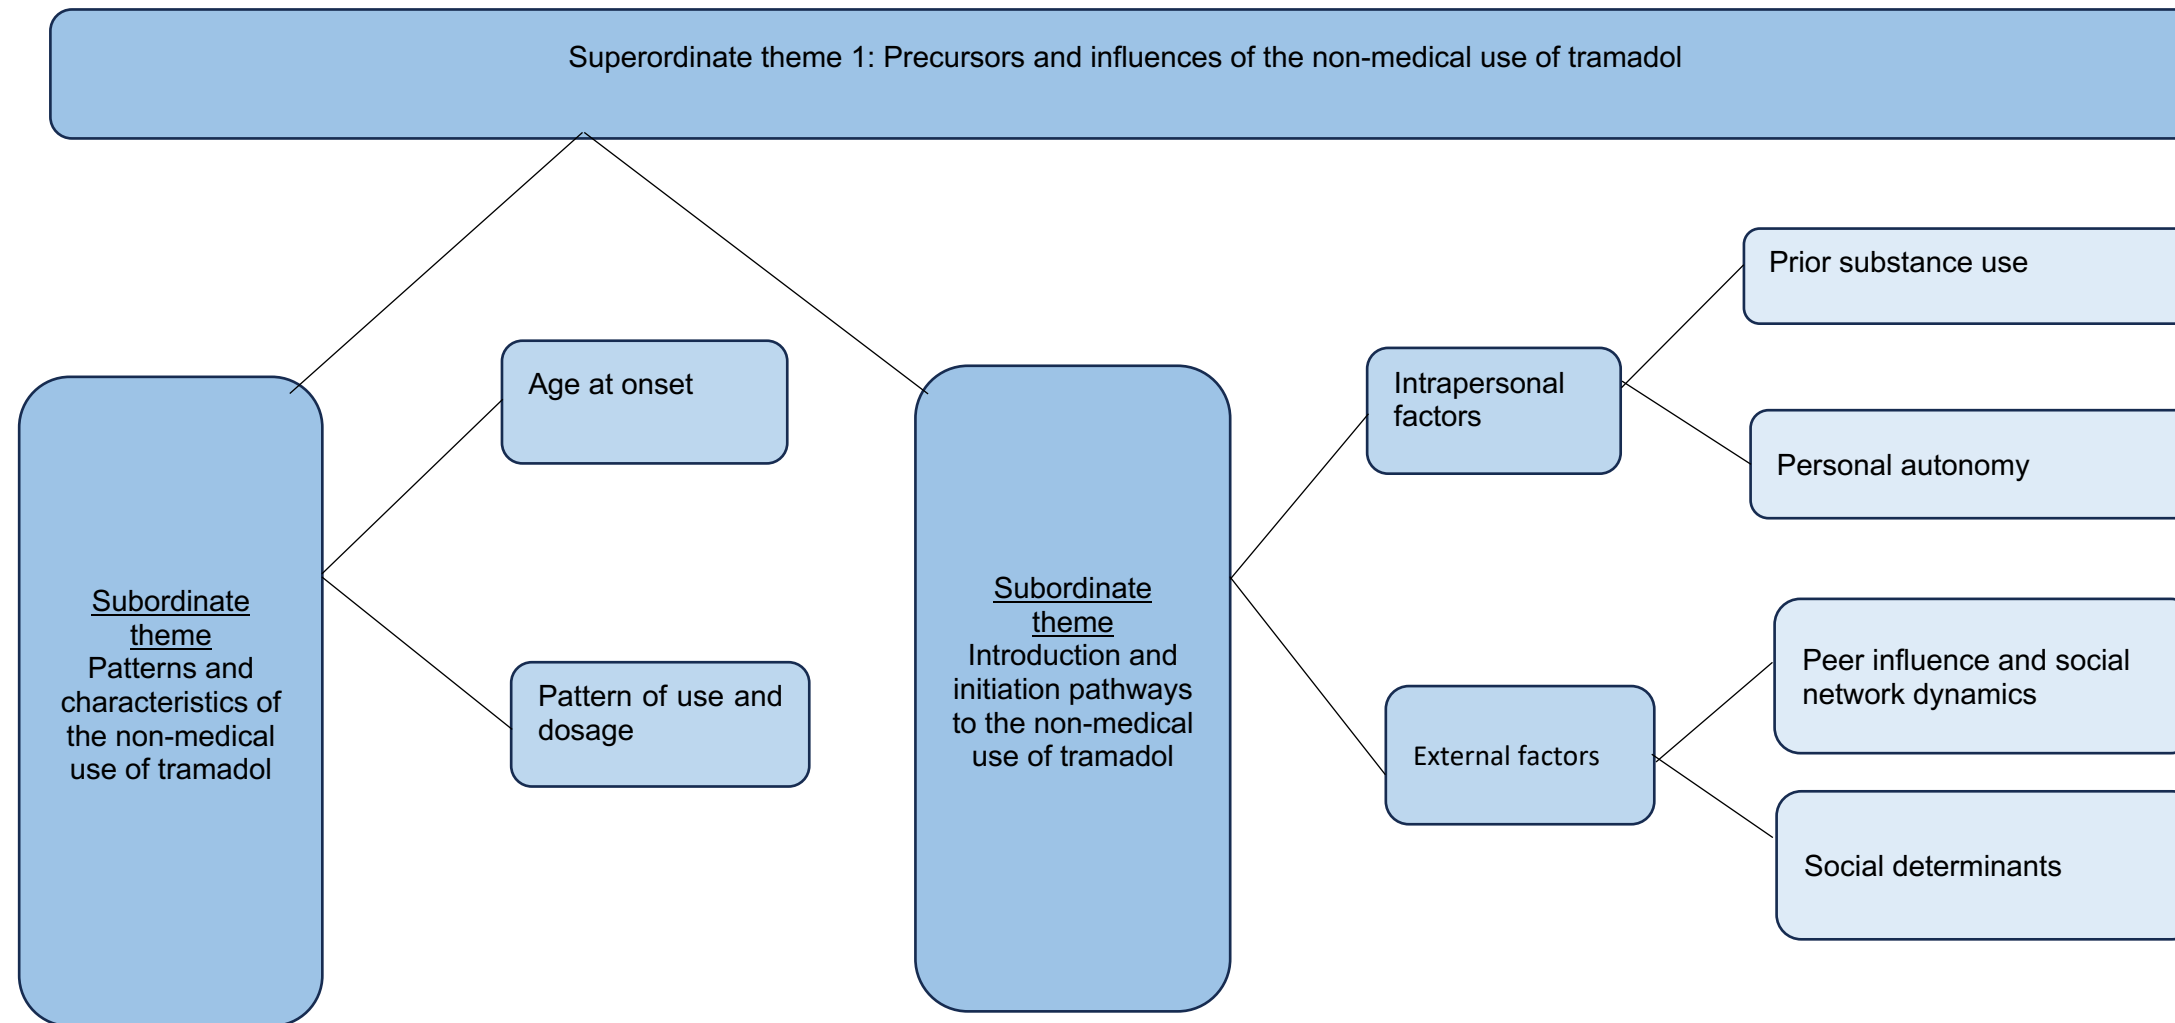 Superordinate theme 1: Precursors and influences of the non-medical use of tramadol
Subordinate
theme
Patterns and
characteristics of
the non-medical
use of tramadol
Age at onset
Pattern of use and
dosage
Subordinate
theme
Introduction and
initiation pathways
to the non-medical
use of tramadol
Intrapersonal
factors
Prior substance use
Personal autonomy
External factors
Peer influence and social
network dynamics
Social determinants